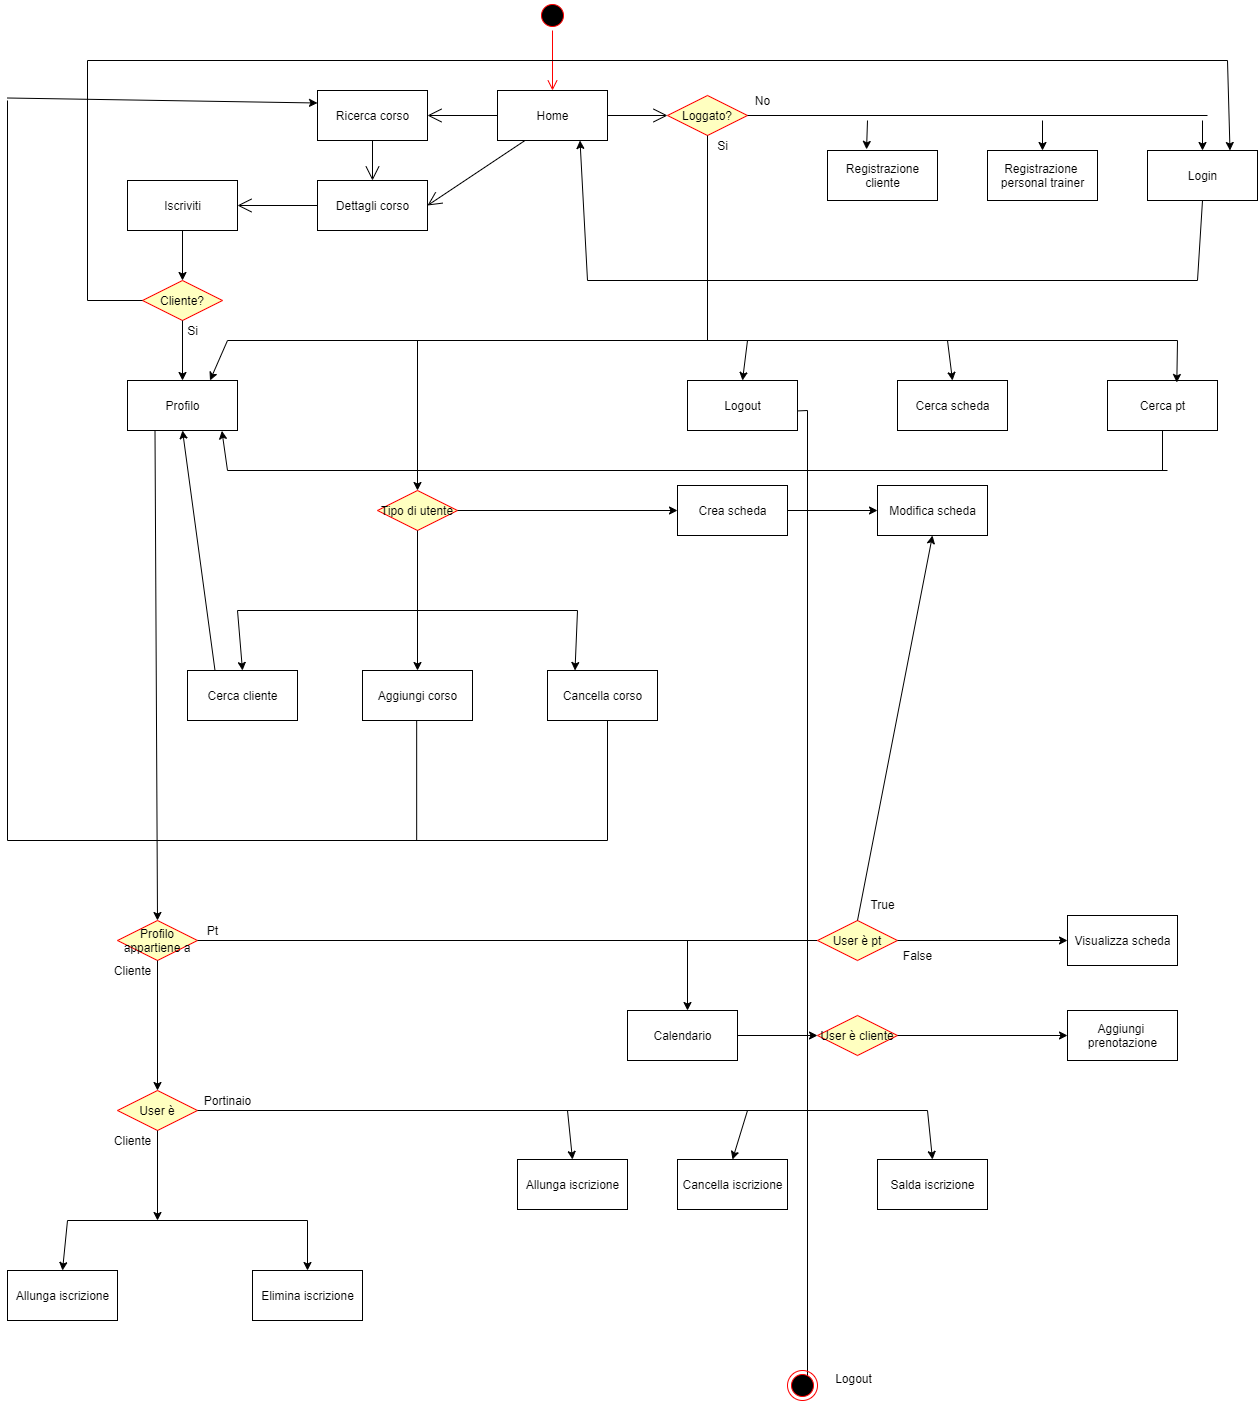 Ricerca corso
Home
Loggato?
No
Si
Registrazione
cliente
Registrazione
personal trainer
Login
Iscriviti
Dettagli corso
Cliente?
Si
Profilo
Logout
Cerca scheda
Cerca pt
Tipo di utente
Crea scheda
Modifica scheda
Cerca cliente
Aggiungi corso
Cancella corso
True
Profilo
appartiene a
Pt
Cliente
User è pt
False
Visualizza scheda
Calendario
User è cliente
Aggiungi
prenotazione
User è
Portinaio
Cliente
Allunga iscrizione
Cancella iscrizione
Salda iscrizione
Allunga iscrizione
Elimina iscrizione
Logout